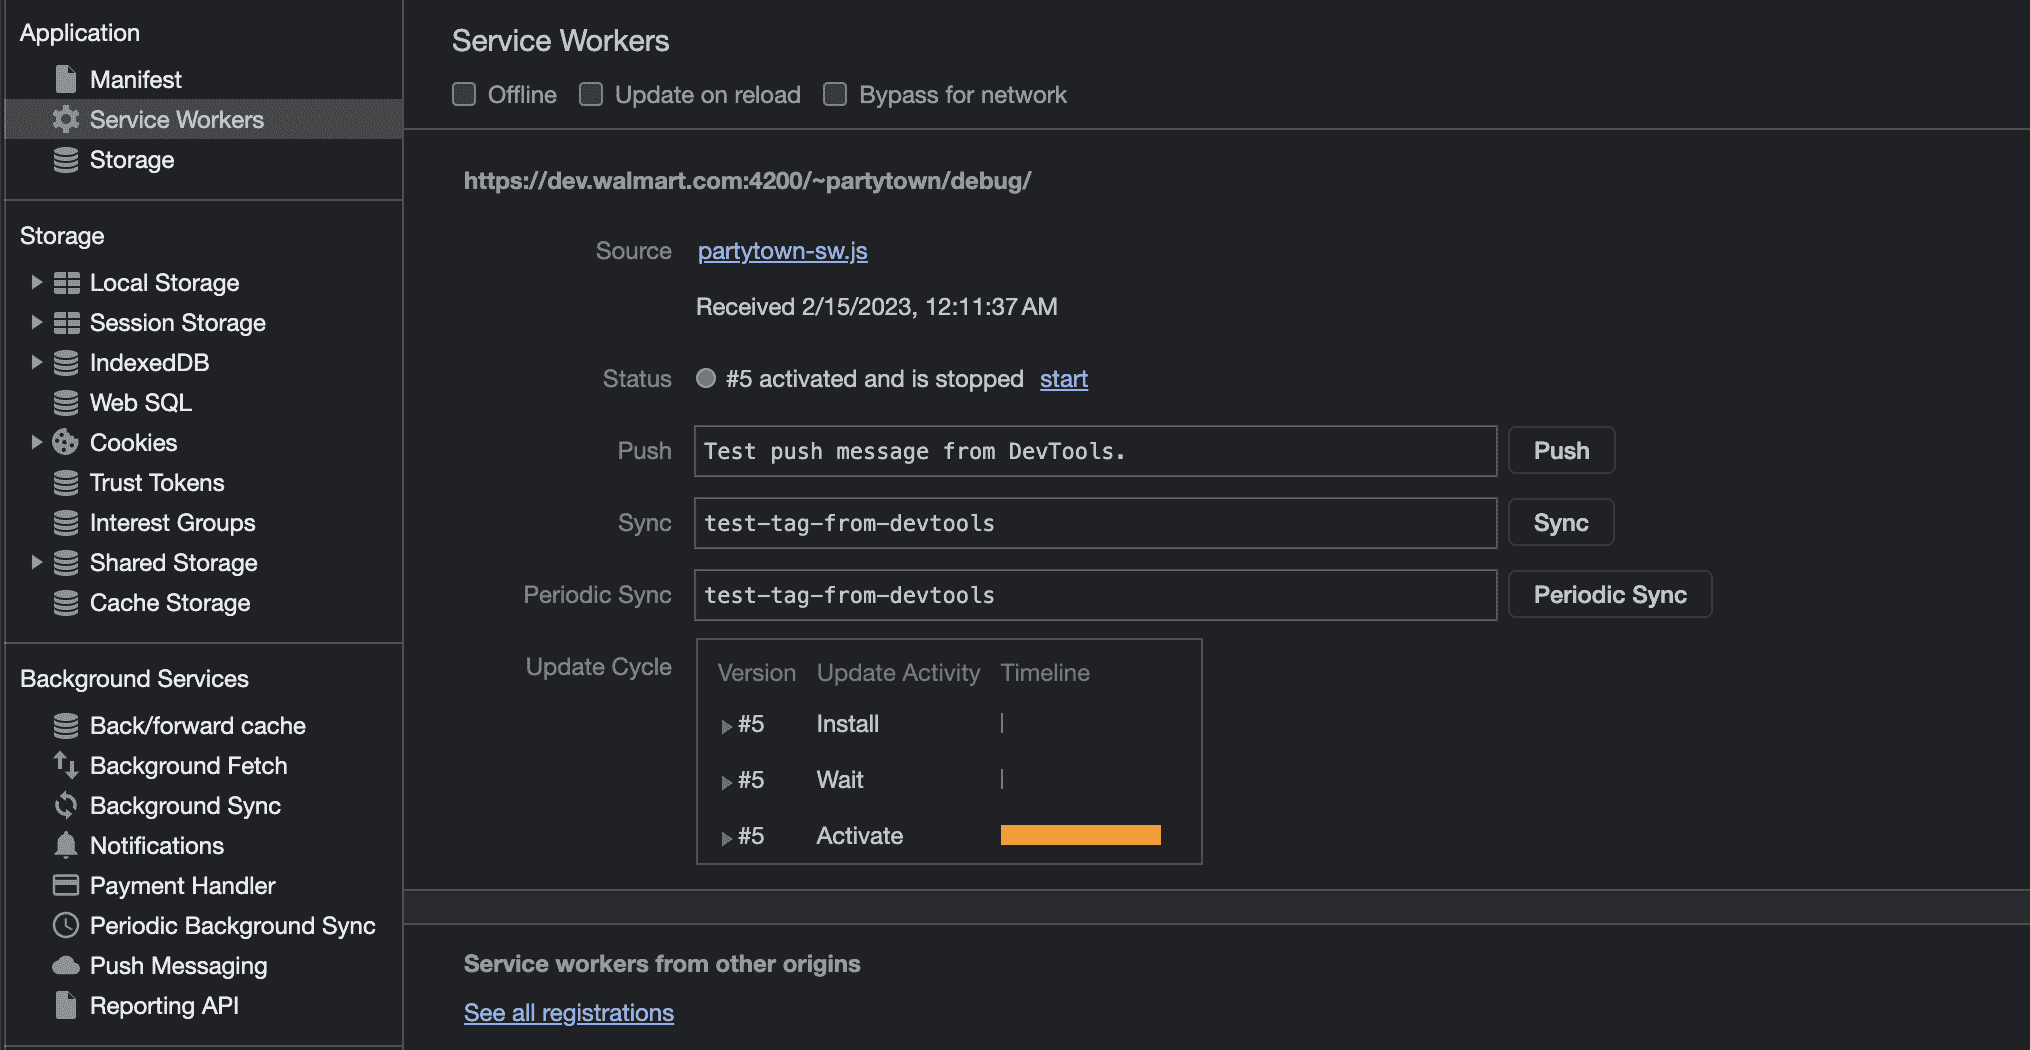 Application
Manifest
Service Workers
Storage
Storage
Local Storage
Session Storage
IndexedDB
Web SQL
Cookies
Trust Tokens
Interest Groups
Shared Storage
Cache Storage
Background Services
Back/forward cache
Background Fetch
Background Sync
Notifications
Payment Handler
Periodic Background Sync
Push Messaging
Reporting API
Service Workers
Offline Update on reload Bypass for network
https://dev.walmart.com:4200/~partytown/debug/
Source partytown-sw.js
Received 2/15/2023, 12:11:37 AM
Status #5 activated and is stopped start
Push Test push message from DevTools. Push
Sync test-tag-from-devtools Sync
Periodic Sync test-tag-from-devtools Periodic Sync
Update Cycle Version Update Activity Timeline
#5 Install
#5 Wait
#5 Activate
Service workers from other origins
See all registrations